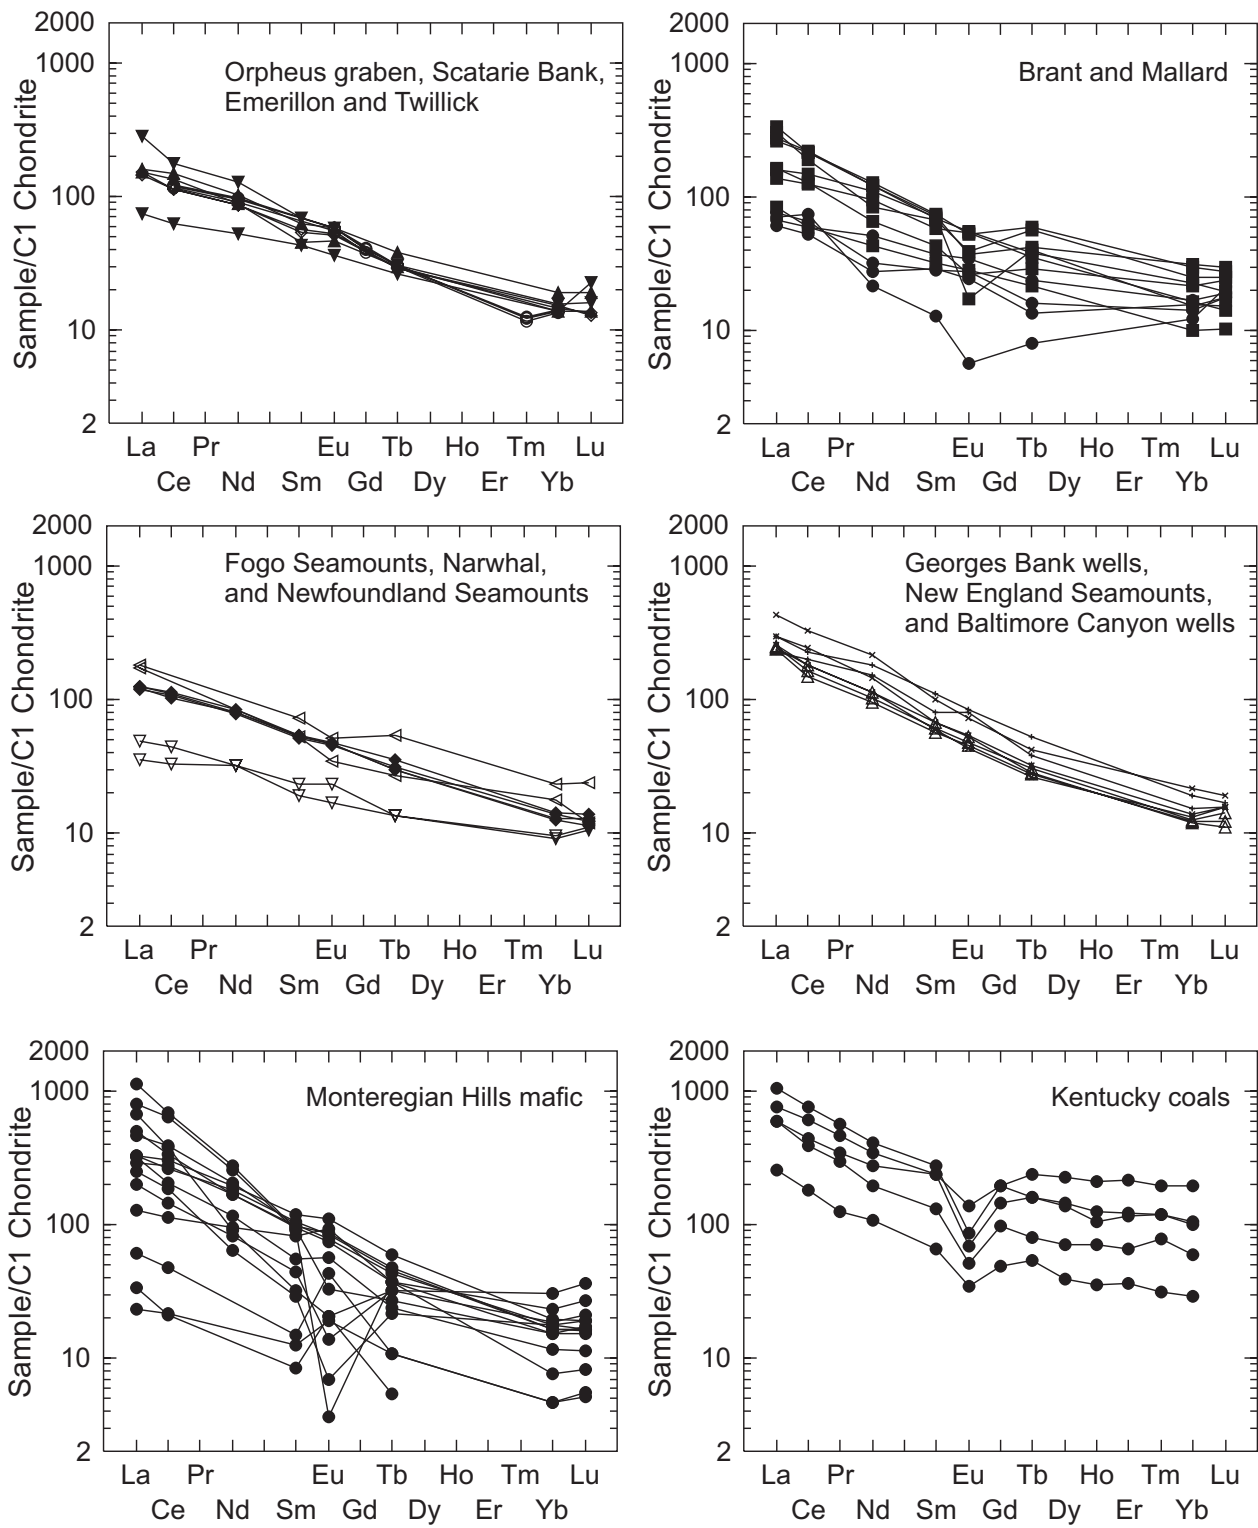 2000
1000
100
10
2
Sample/C1 Chondrite
Orpheus graben, Scatarie Bank,
Emerillon and Twillick
La Pr Eu Tb Ho Tm Lu
Ce Nd Sm Gd Dy Er Yb
2000
1000
100
10
2
Sample/C1 Chondrite
Brant and Mallard
La Pr Eu Tb Ho Tm Lu
Ce Nd Sm Gd Dy Er Yb
2000
1000
100
10
2
Sample/C1 Chondrite
Fogo Seamounts, Narwhal,
and Newfoundland Seamounts
La Pr Eu Tb Ho Tm Lu
Ce Nd Sm Gd Dy Er Yb
2000
1000
100
10
2
Sample/C1 Chondrite
Georges Bank wells,
New England Seamounts,
and Baltimore Canyon wells
La Pr Eu Tb Ho Tm Lu
Ce Nd Sm Gd Dy Er Yb
2000
1000
100
10
2
Sample/C1 Chondrite
Monteregian Hills mafic
La Pr Eu Tb Ho Tm Lu
Ce Nd Sm Gd Dy Er Yb
2000
1000
100
10
2
Sample/C1 Chondrite
Kentucky coals
La Pr Eu Tb Ho Tm Lu
Ce Nd Sm Gd Dy Er Yb